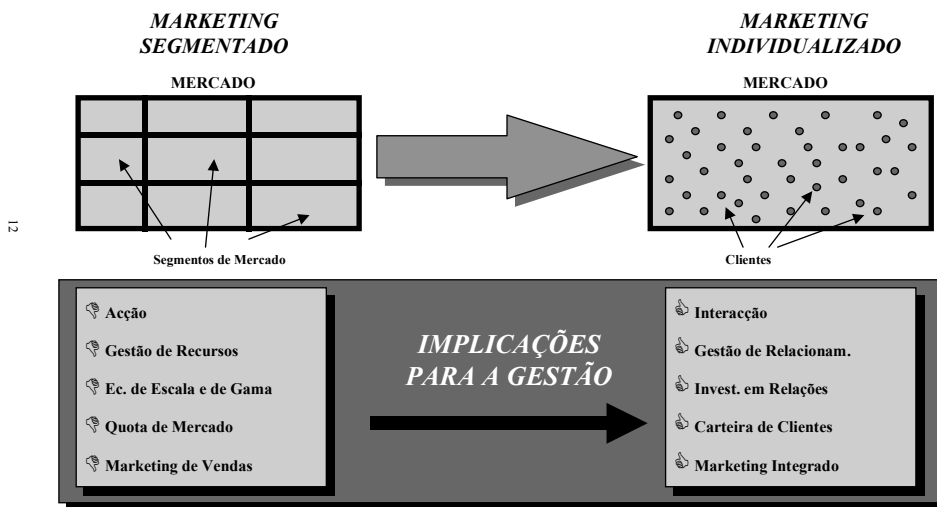 MARKETING
SEGMENTADO
MERCADO
Segmentos de Mercado
MARKETING
INDIVIDUALIZADO
MERCADO
Clientes
12
Acção
Gestão de Recursos
Ec. de Escala e de Gama
Quota de Mercado
Marketing de Vendas
IMPLICAÇÕES
PARA A GESTÃO
Interacção
Gestão de Relacionam.
Invest. em Relações
Carteira de Clientes
Marketing Integrado